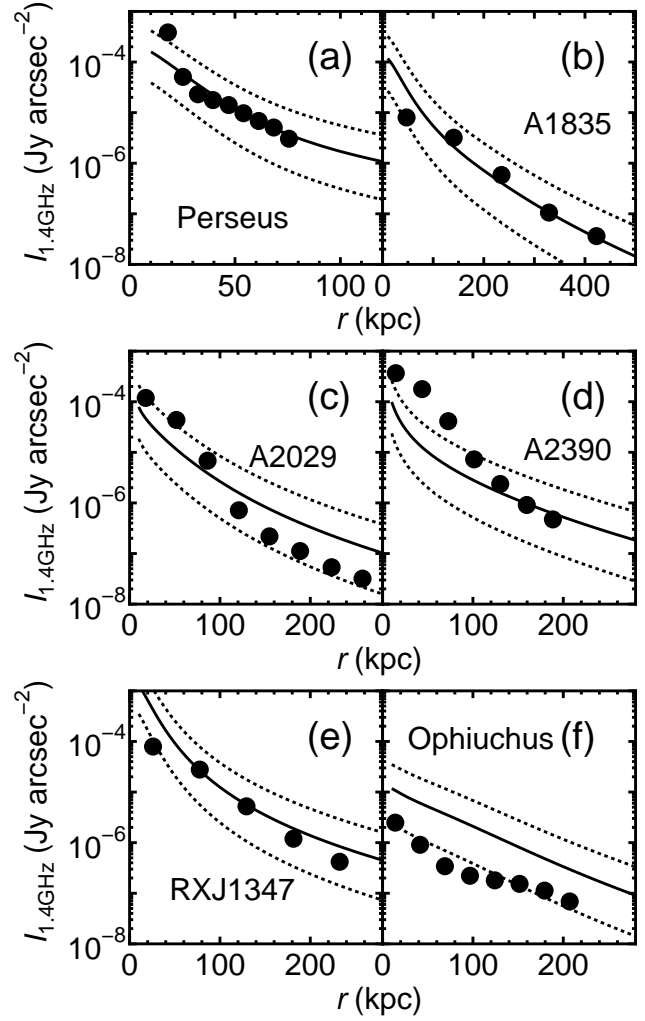 (a) (b)
10⁻⁴
I₁.₄GHz (Jy arcsec⁻²)
A1835
10⁻⁶
Perseus
10⁻⁸
0 50 100 0 200 400
r (kpc) r (kpc)
(c) (d)
10⁻⁴
I₁.₄GHz (Jy arcsec⁻²)
A2029 A2390
10⁻⁶
10⁻⁸
0 100 200 0 100 200
r (kpc) r (kpc)
(e) Ophiuchus (f)
10⁻⁴
I₁.₄GHz (Jy arcsec⁻²)
10⁻⁶
RXJ1347
10⁻⁸
0 100 200 0 100 200
r (kpc) r (kpc)